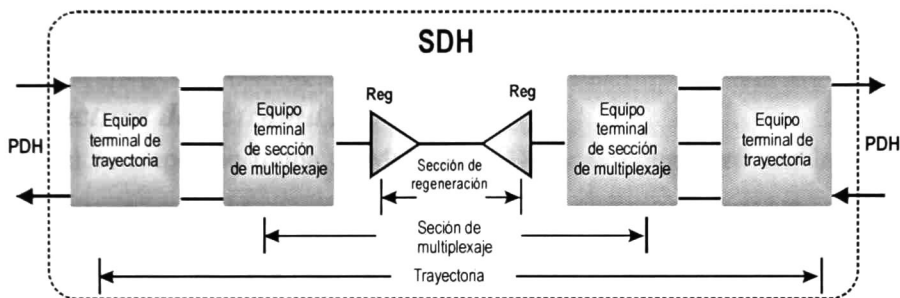 SDH
PDH
Equipo
terminal de
trayectoria
Equipo
terminal
de sección
de multiplexaje
Reg
Reg
Sección de
regeneración
Equipo
terminal
de sección
de multiplexaje
Equipo
terminal de
trayectoria
PDH
Seción de
multiplexaje
Trayectona